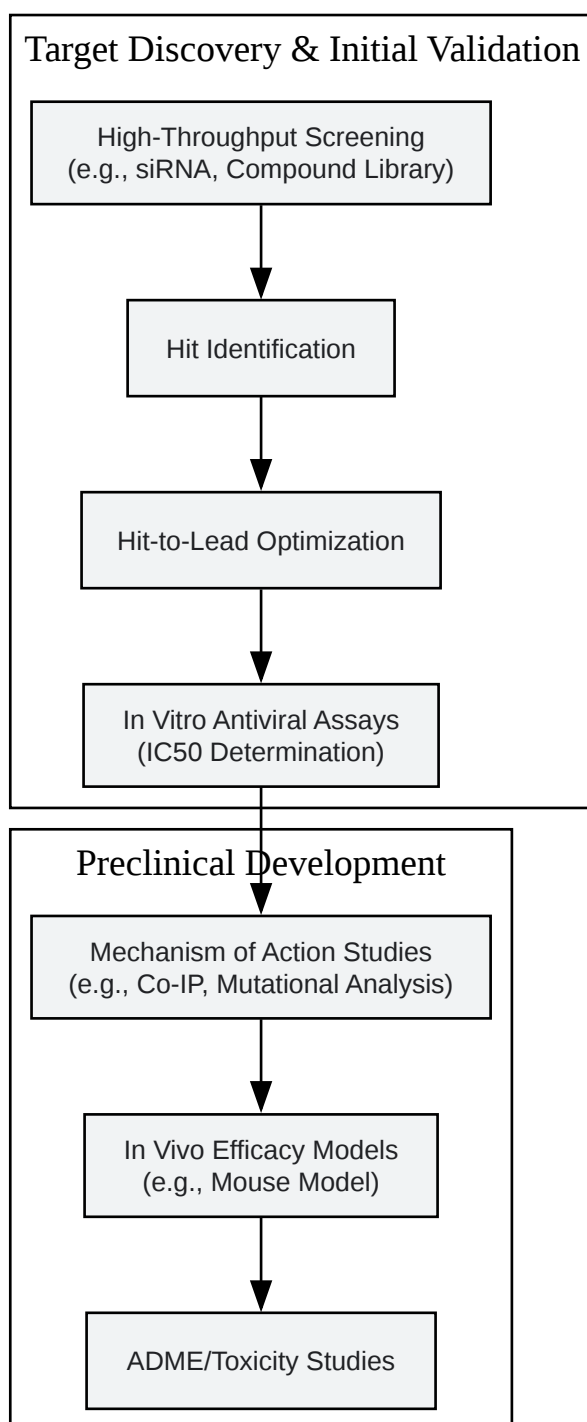 Target Discovery & Initial Validation
High-Throughput Screening
(e.g., siRNA, Compound Library)
Hit Identification
Hit-to-Lead Optimization
In Vitro Antiviral Assays
(IC50 Determination)
Preclinical Development
Mechanism of Action Studies
(e.g., Co-IP, Mutational Analysis)
In Vivo Efficacy Models
(e.g., Mouse Model)
ADME/Toxicity Studies